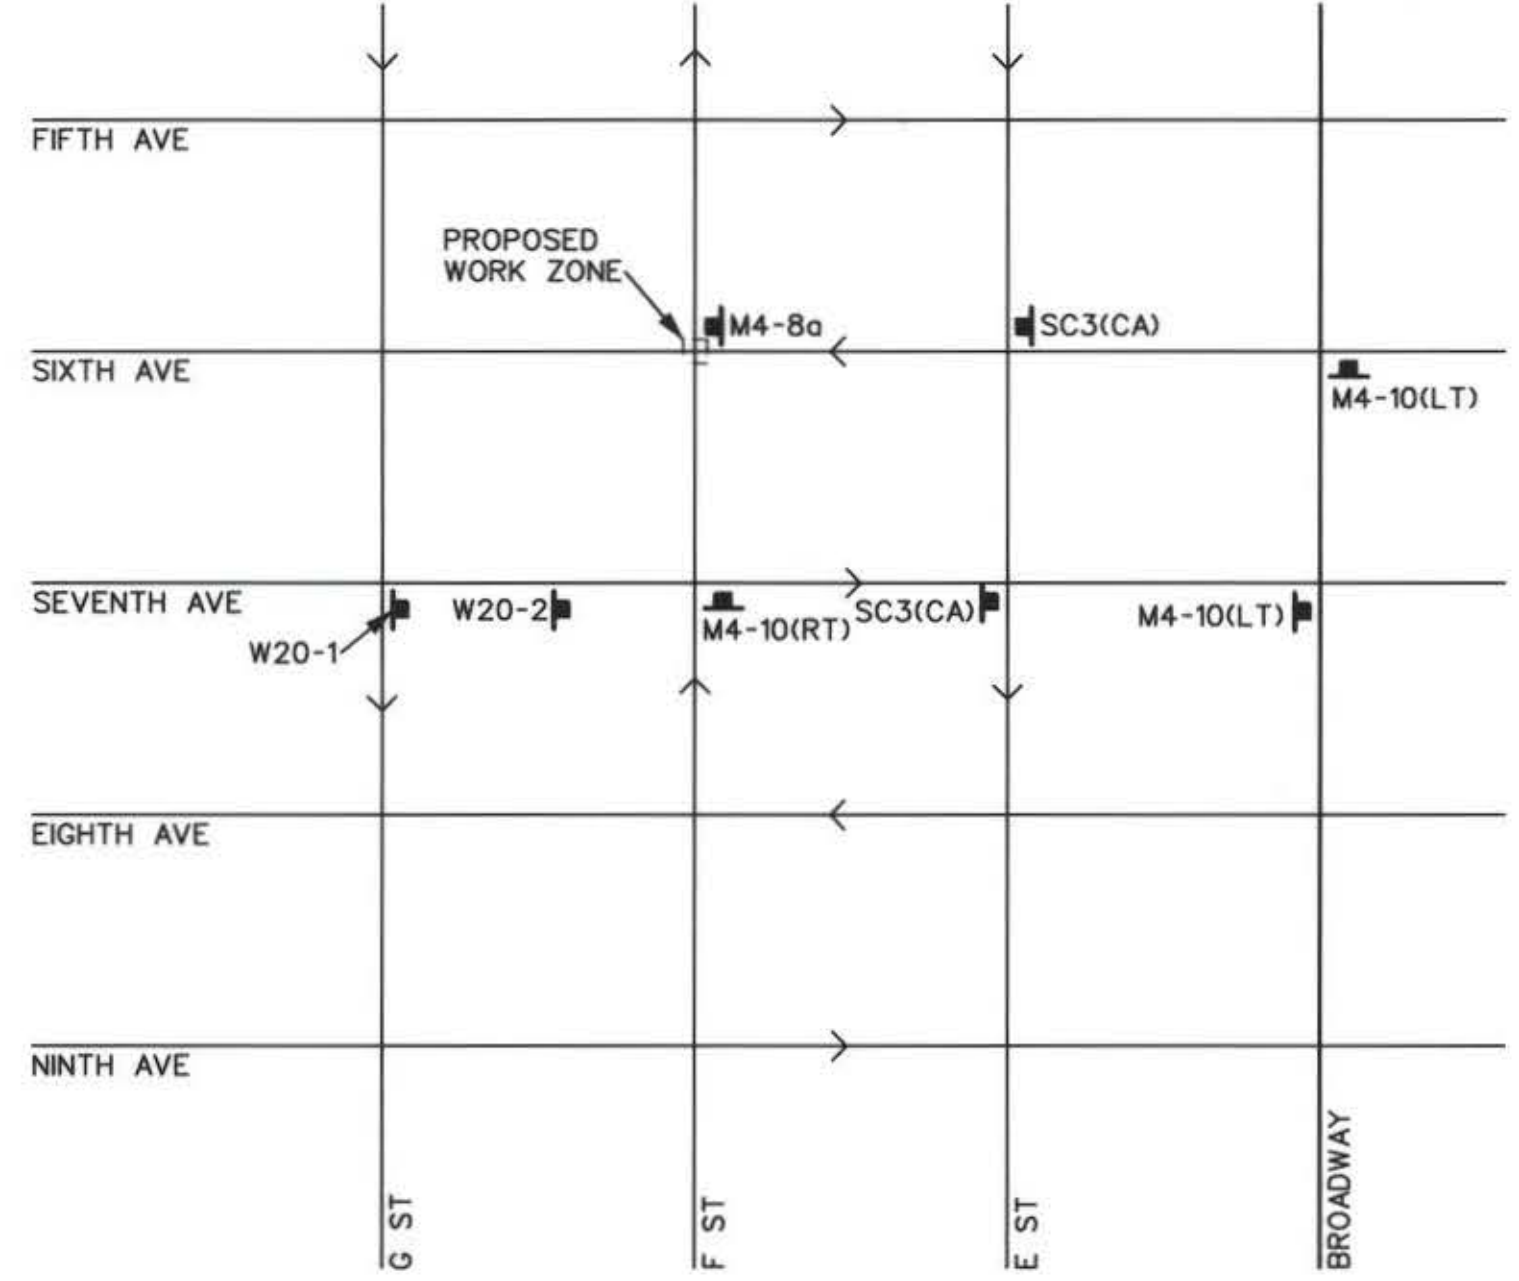 FIFTH AVE
PROPOSED
WORK ZONE
M4-8a
SC3(CA)
SIXTH AVE
M4-10(LT)
SEVENTH AVE
W20-1
W20-2
M4-10(RT)
SC3(CA)
M4-10(LT)
EIGHTH AVE
NINTH AVE
G ST
F ST
E ST
BROADWAY